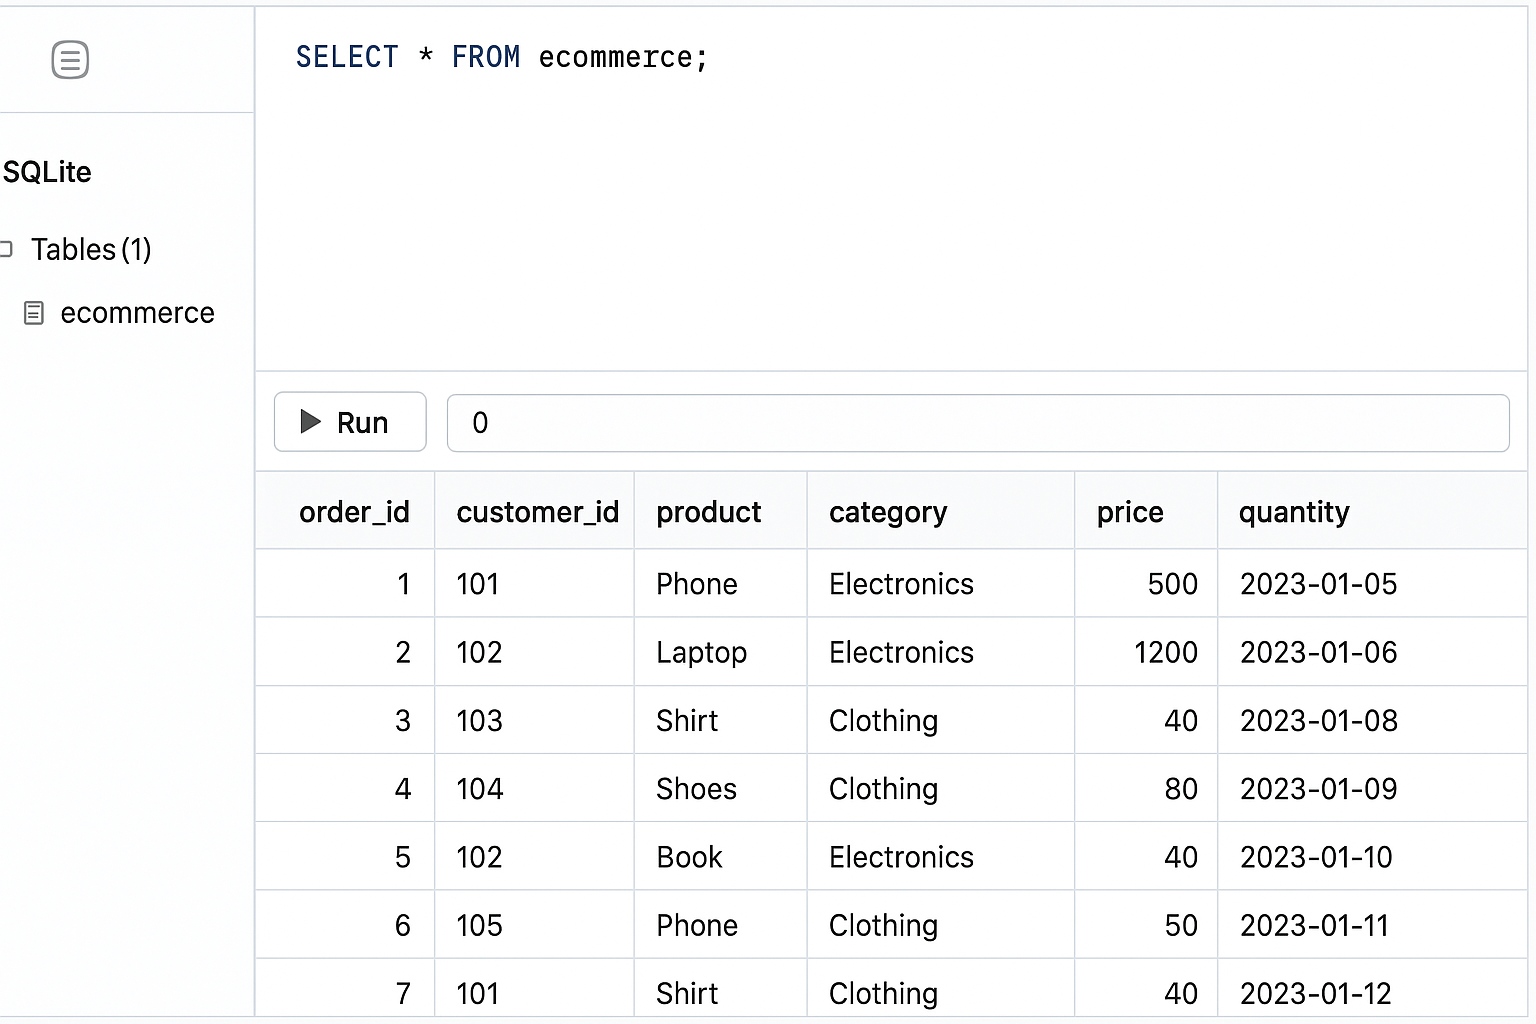 SELECT * FROM ecommerce;
SQLite
Tables (1)
ecommerce
Run
0
order_id customer_id product category price quantity
1 101 Phone Electronics 500 2023-01-05
2 102 Laptop Electronics 1200 2023-01-06
3 103 Shirt Clothing 40 2023-01-08
4 104 Shoes Clothing 80 2023-01-09
5 102 Book Electronics 40 2023-01-10
6 105 Phone Clothing 50 2023-01-11
7 101 Shirt Clothing 40 2023-01-12